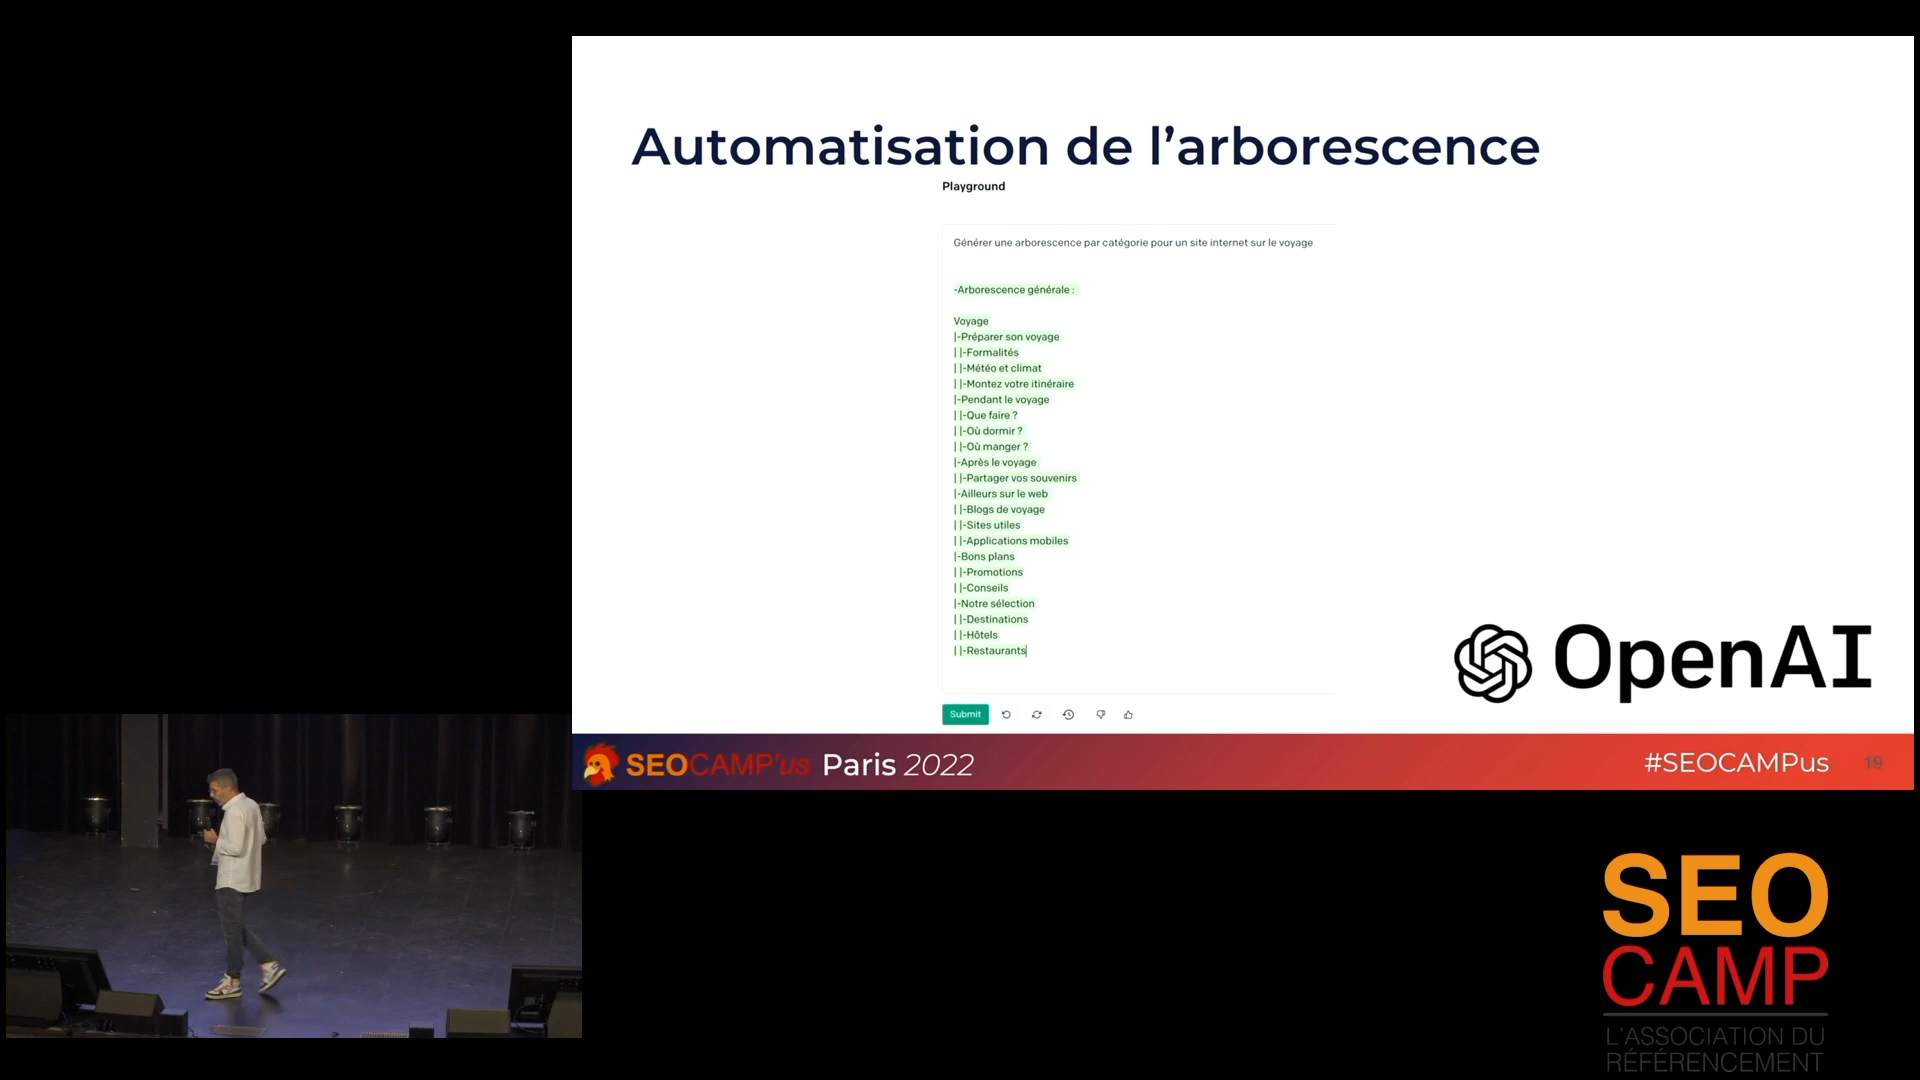 Automatisation de l’arborescence
Playground
Générer une arborescence par catégorie pour un site internet sur le voyage
-Arborescence générale :
Voyage
|-Préparer son voyage
| |-Formalités
| |-Météo et climat
| |-Montez votre itinéraire
|-Pendant le voyage
| |-Que faire ?
| |-Où dormir ?
| |-Où manger ?
|-Après le voyage
| |-Partager vos souvenirs
|-Ailleurs sur le web
| |-Blogs de voyage
| |-Sites utiles
| |-Applications mobiles
|-Bons plans
| |-Promotions
| |-Conseils
|-Notre sélection
| |-Destinations
| |-Hôtels
| |-Restaurants
OpenAI
Submit
SEOCAMP'us Paris 2022
#SEOCAMPus 19
SEO
CAMP
L'ASSOCIATION DU
RÉFÉRENCEMENT